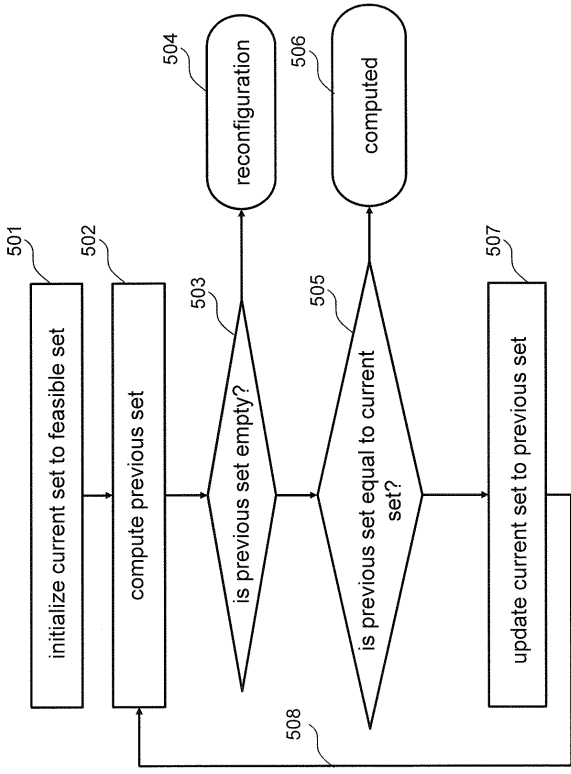 501
initialize current set to feasible set
502
compute previous set
503
is previous set empty?
504
reconfiguration
505
is previous set equal to current
set?
506
computed
507
update current set to previous set
508